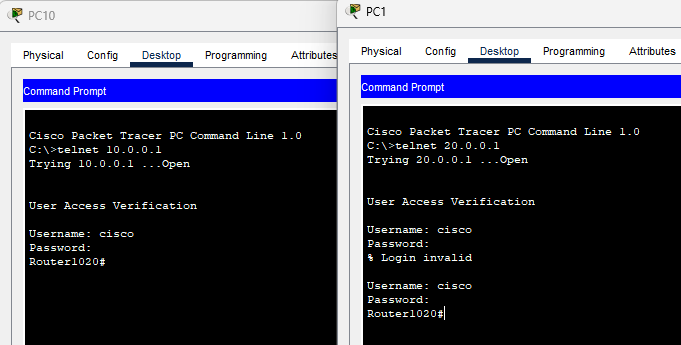 PC10
Physical Config Desktop Programming Attributes
Command Prompt
Cisco Packet Tracer PC Command Line 1.0
C:\>telnet 10.0.0.1
Trying 10.0.0.1 ...Open
User Access Verification
Username: cisco
Password:
Router1020#
PC1
Physical Config Desktop Programming Attributes
Command Prompt
Cisco Packet Tracer PC Command Line 1.0
C:\>telnet 20.0.0.1
Trying 20.0.0.1 ...Open
User Access Verification
Username: cisco
Password:
% Login invalid
Username: cisco
Password:
Router1020#